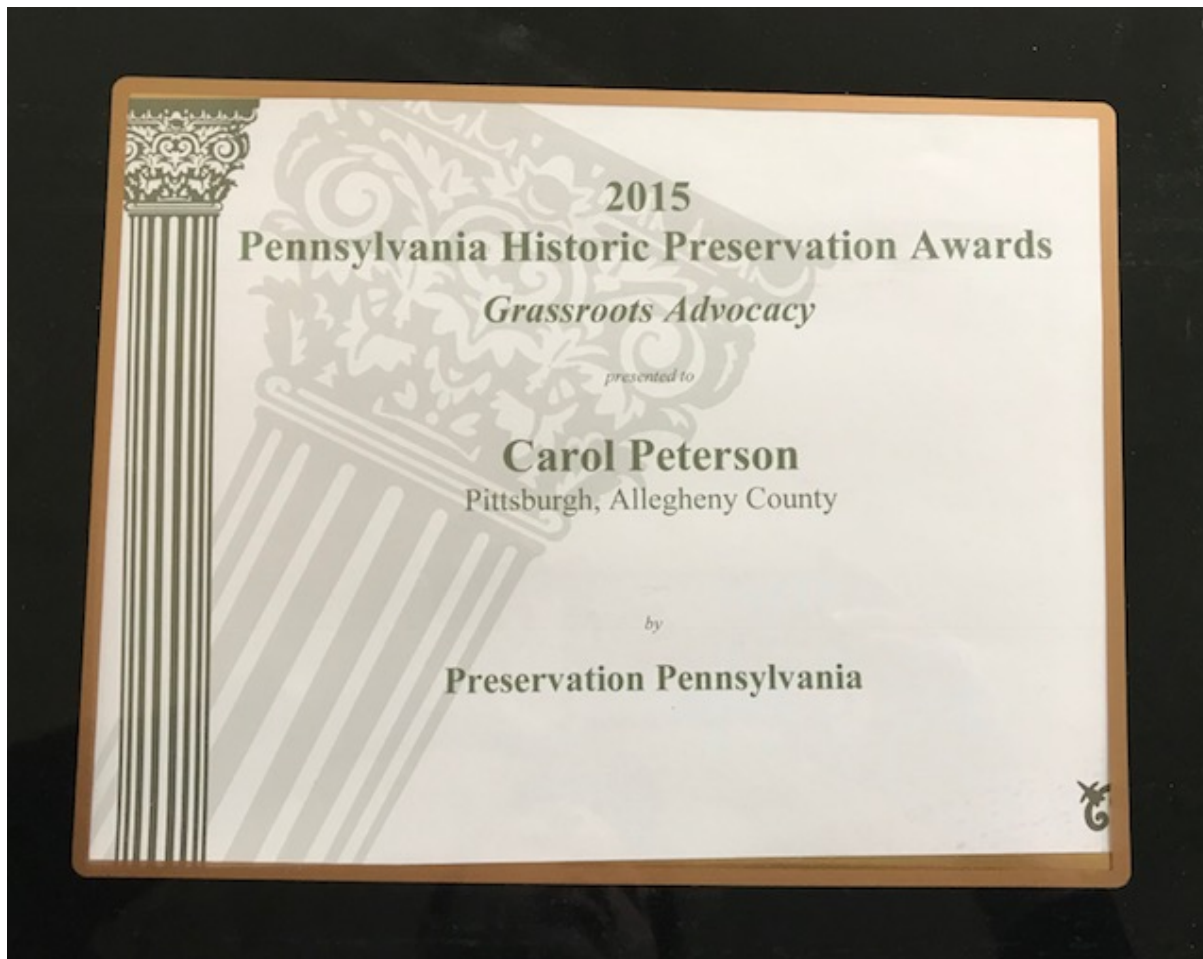 2015
Pennsylvania Historic Preservation Awards
Grassroots Advocacy
presented to
Carol Peterson
Pittsburgh, Allegheny County
by
Preservation Pennsylvania